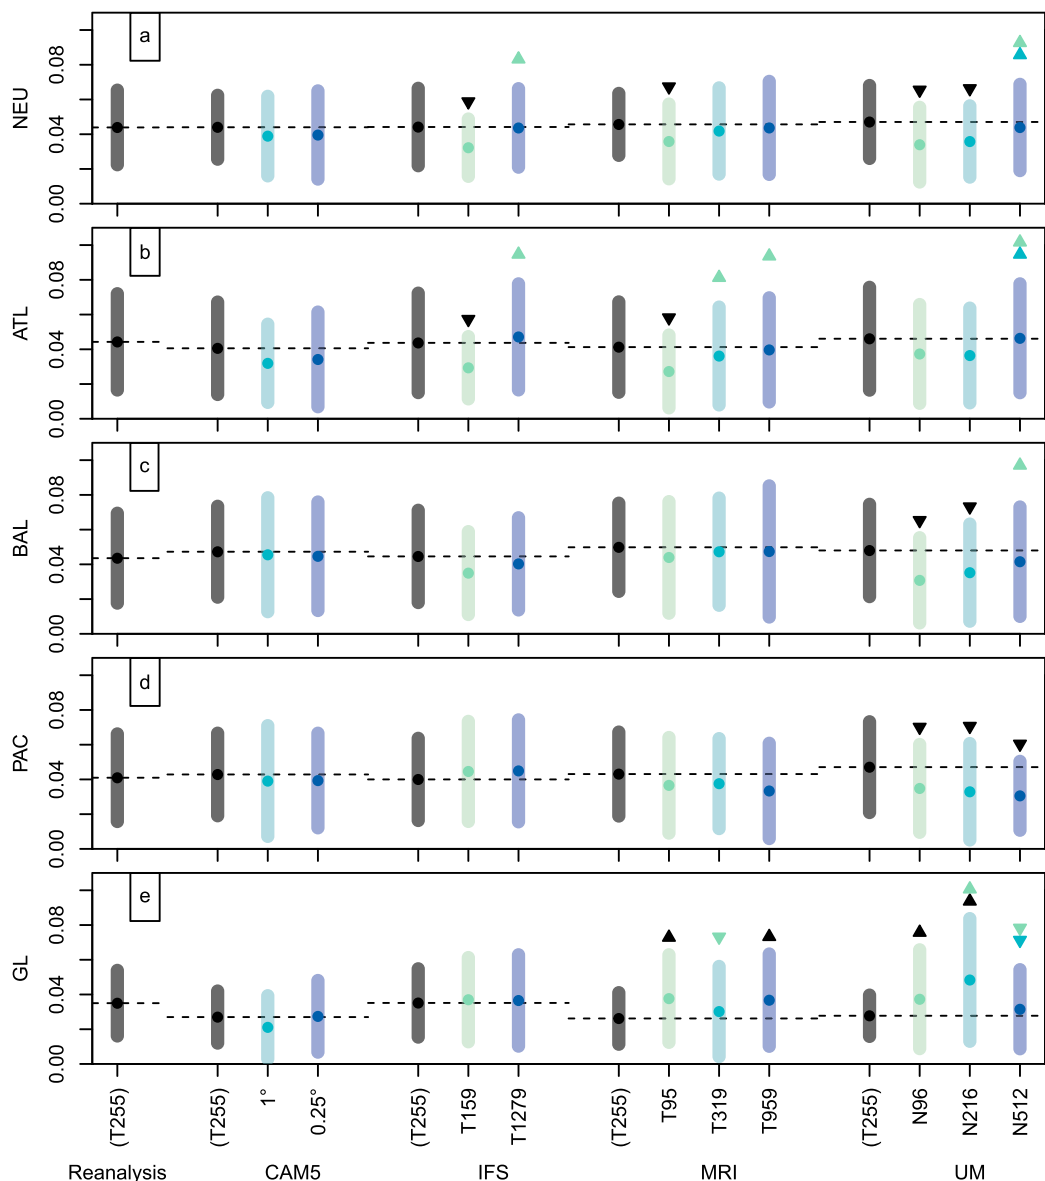 a
NEU
0.00 0.04 0.08
b
ATL
0.00 0.04 0.08
c
BAL
0.00 0.04 0.08
d
PAC
0.00 0.04 0.08
e
GL
0.00 0.04 0.08
(T255) (T255) 1° 0.25° (T255) T159 T1279 (T255) T95 T319 T959 (T255) N96 N216 N512
Reanalysis CAM5 IFS MRI UM